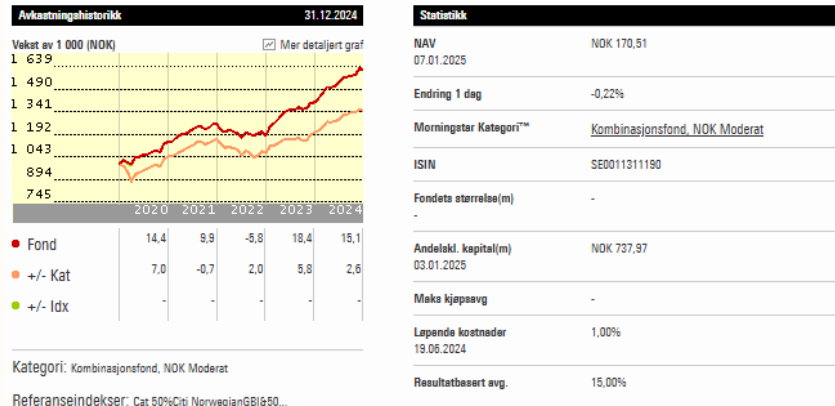 Avkastningshistorikk 31.12.2024
Vekst av 1 000 (NOK) Mer detaljert graf
1 639
1 490
1 341
1 192
1 043
894
745
2020 2021 2022 2023 2024
Fond 14,4 9,9 -5,8 18,4 15,1
+/- Kat 7,0 -0,7 2,0 5,8 2,6
+/- Idx - - - - -
Kategori: Kombinasjonsfond, NOK Moderat
Referanseindekser: Cat 50%Citi NorwegianGBI&50...
Statistikk
NAV NOK 170,51
07.01.2025
Endring 1 dag -0,22%
Morningstar Kategori™ Kombinasjonsfond, NOK Moderat
ISIN SE0011311190
Fondets størrelse(m) -
-
Andelskl. kapital(m) NOK 737,97
03.01.2025
Maks kjøpsavg -
Løpende kostnader 1,00%
19.06.2024
Resultatbasert avg. 15,00%